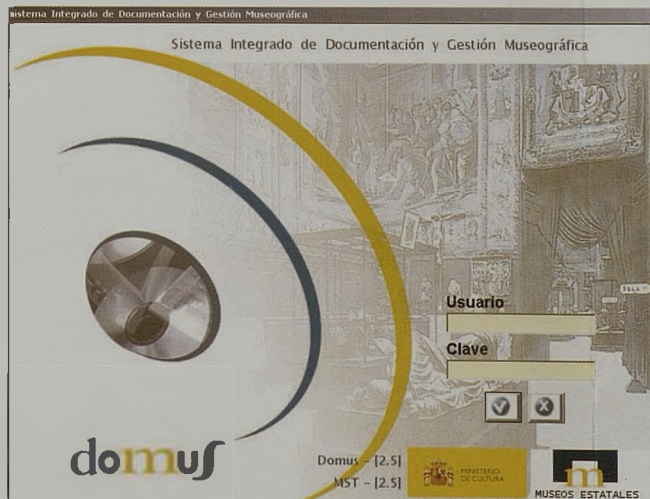 Sistema Integrado de Documentación y Gestión Museográfica
Sistema Integrado de Documentación y Gestión Museográfica
SALA
Usuario
Clave
domus
Domus - [2.5]
MST - [2.5]
MINISTERIO
DE CULTURA
m
MUSEOS ESTATALES